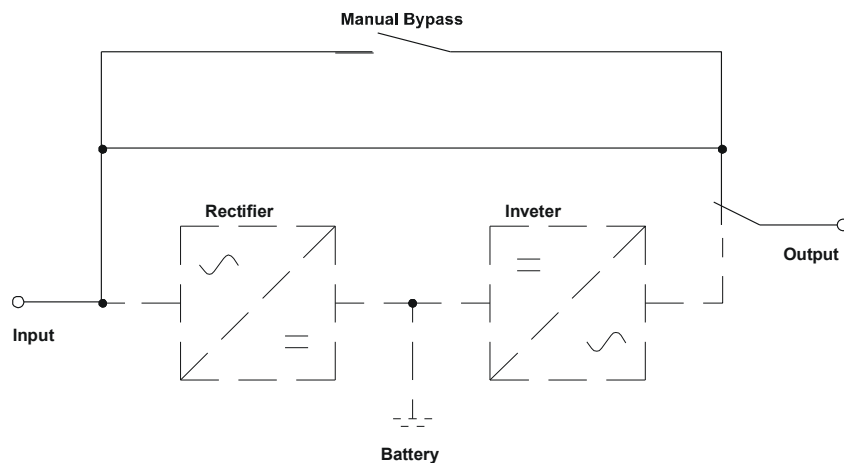 Manual Bypass
Rectifier
Inveter
Output
Input
Battery